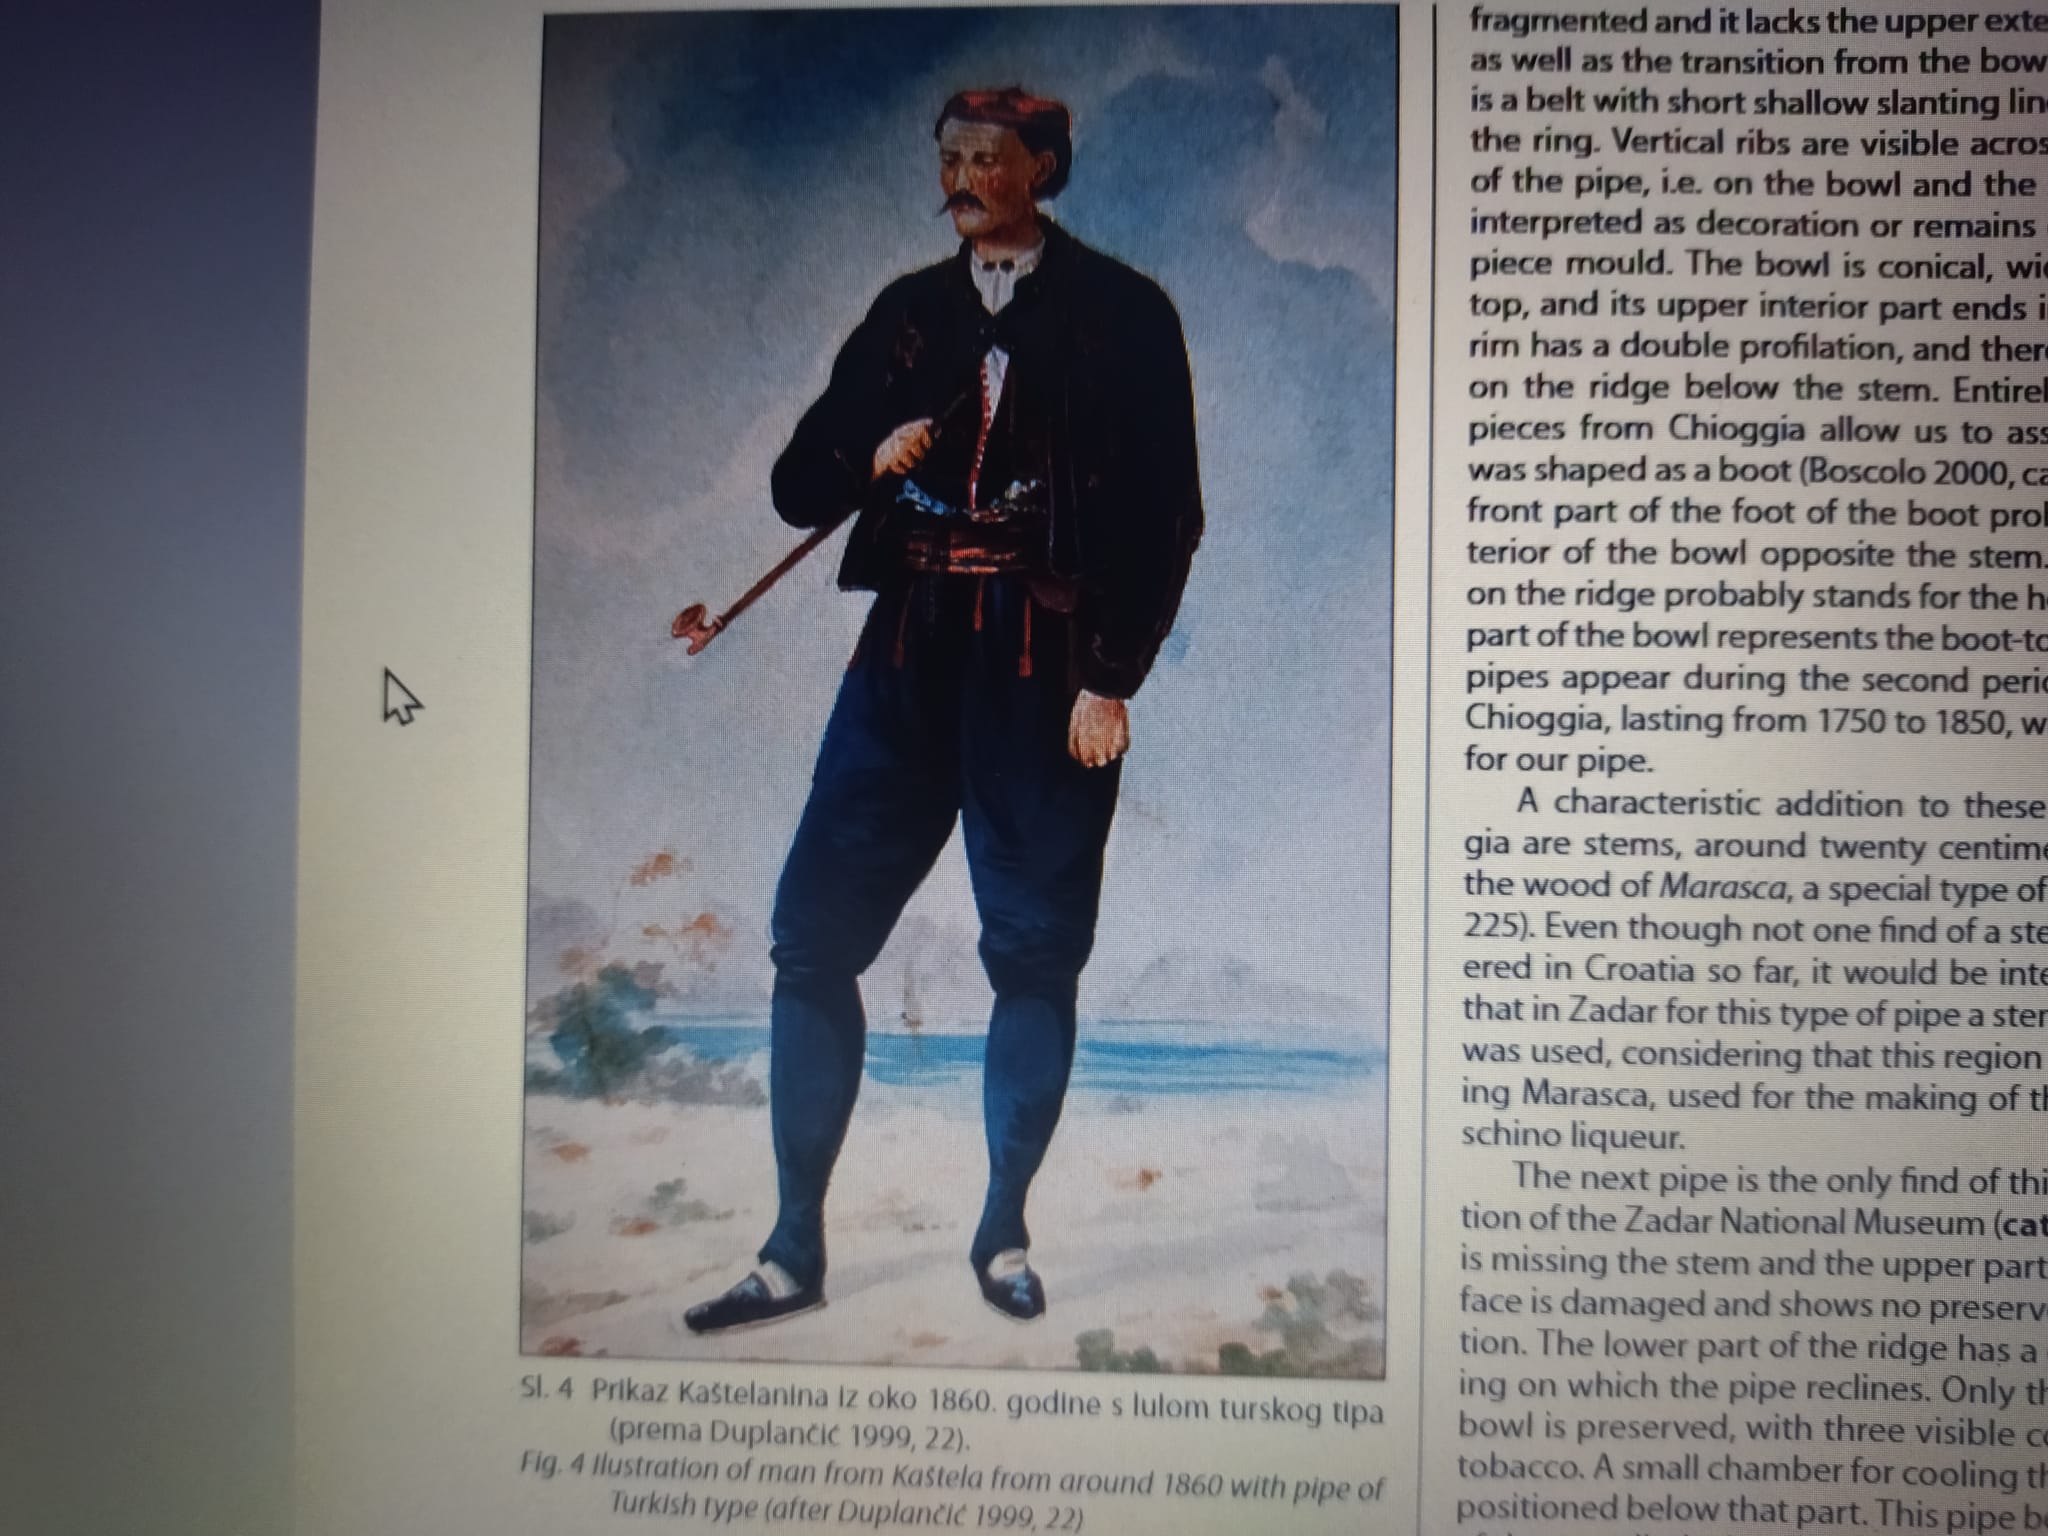 Sl. 4 Prikaz Kaštelanina iz oko 1860. godine s lulom turskog tipa
(prema Duplančić 1999, 22).
Fig. 4 Ilustration of man from Kaštela from around 1860 with pipe of
Turkish type (after Duplančić 1999, 22)
fragmented and it lacks the upper exte
as well as the transition from the bow
is a belt with short shallow slanting lin
the ring. Vertical ribs are visible acros
of the pipe, i.e. on the bowl and the
interpreted as decoration or remains
piece mould. The bowl is conical, wi
top, and its upper interior part ends i
rim has a double profilation, and ther
on the ridge below the stem. Entirel
pieces from Chioggia allow us to ass
was shaped as a boot (Boscolo 2000, ca
front part of the foot of the boot pro
terior of the bowl opposite the stem.
on the ridge probably stands for the h
part of the bowl represents the boot-to
pipes appear during the second peri
Chioggia, lasting from 1750 to 1850, w
for our pipe.
A characteristic addition to these
gia are stems, around twenty centime
the wood of Marasca, a special type of
225). Even though not one find of a ste
ered in Croatia so far, it would be inte
that in Zadar for this type of pipe a ster
was used, considering that this region
ing Marasca, used for the making of th
schino liqueur.
The next pipe is the only find of thi
tion of the Zadar National Museum (cat
is missing the stem and the upper part
face is damaged and shows no preserv
tion. The lower part of the ridge has a
ing on which the pipe reclines. Only th
bowl is preserved, with three visible co
tobacco. A small chamber for cooling th
positioned below that part. This pipe be